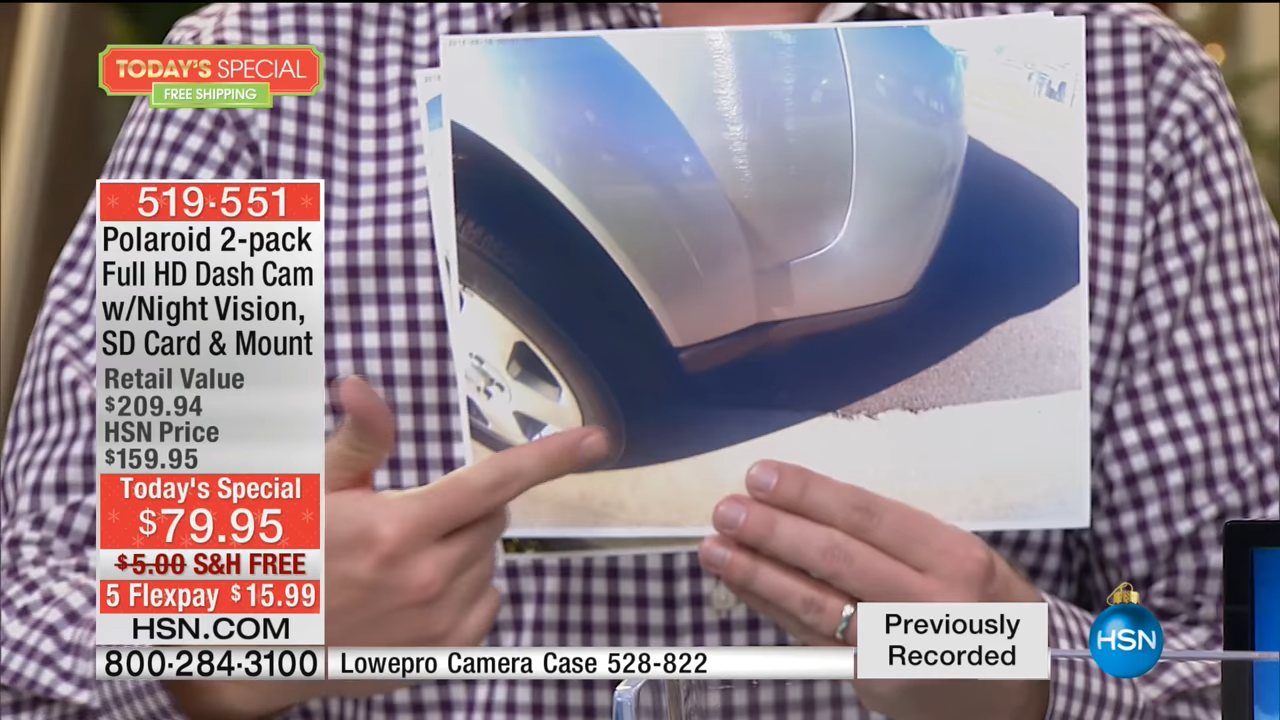 TODAY'S SPECIAL
FREE SHIPPING
519·551
Polaroid 2-pack
Full HD Dash Cam
w/Night Vision,
SD Card & Mount
Retail Value
$209.94
HSN Price
$159.95
Today's Special
$79.95
$5.00 S&H FREE
5 Flexpay $15.99
HSN.COM
800·284·3100
Lowepro Camera Case 528-822
Previously
Recorded
HSN